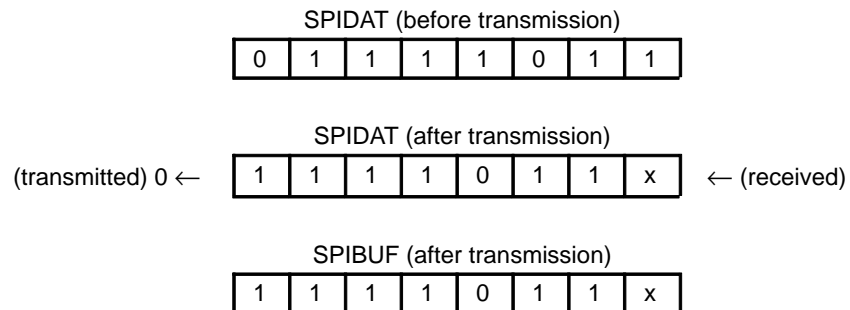 SPIDAT (before transmission)
0 1 1 1 1 0 1 1
SPIDAT (after transmission)
(transmitted) 0 ← 1 1 1 1 0 1 1 x ← (received)
SPIBUF (after transmission)
1 1 1 1 0 1 1 x